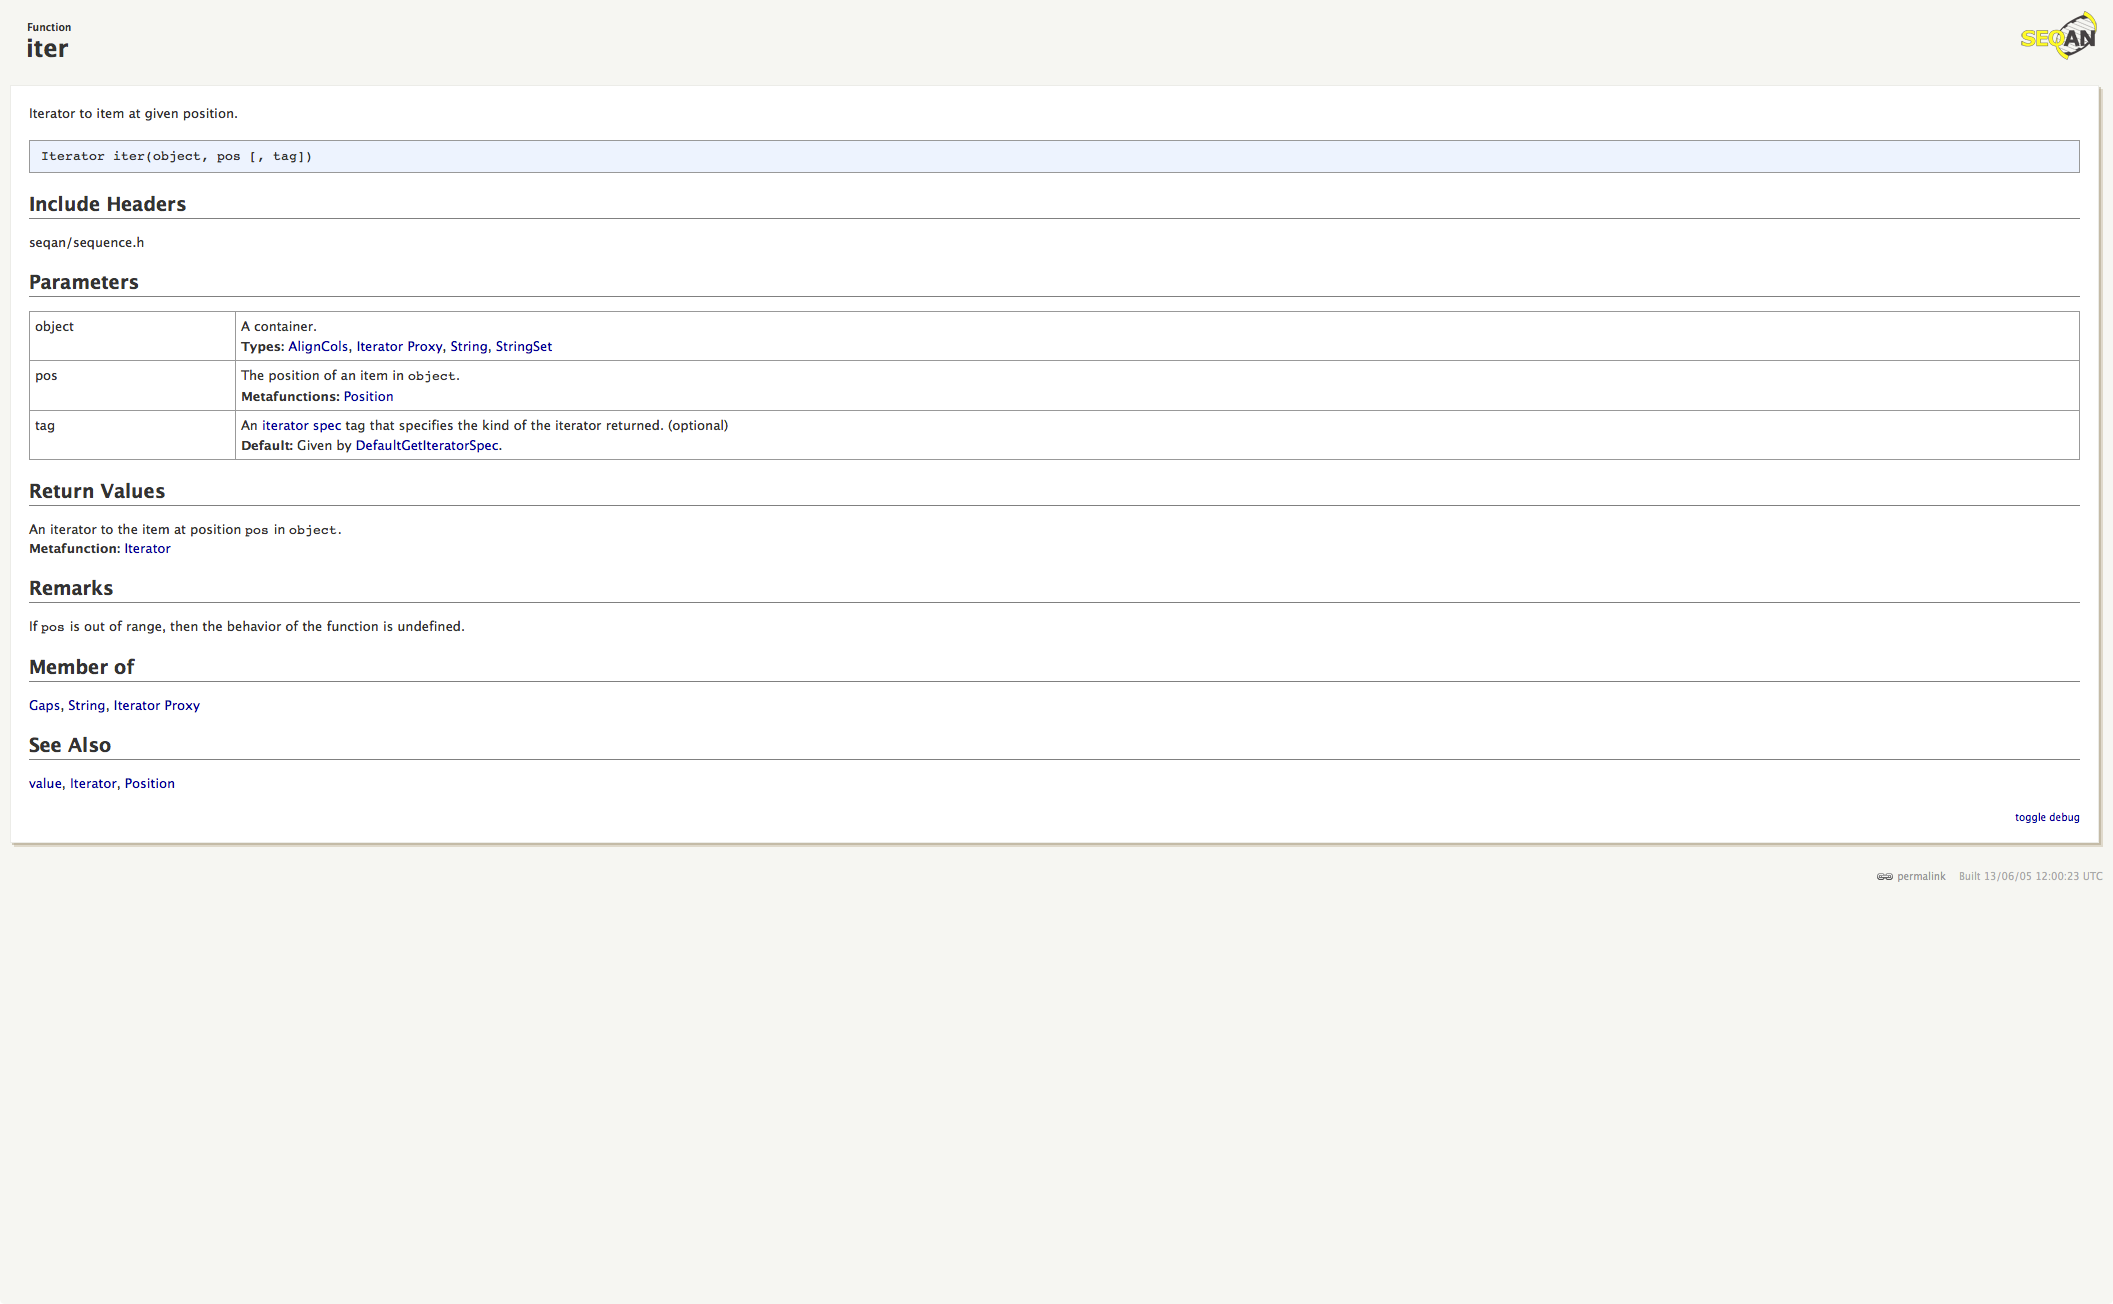 Function
iter
SEQAN
Iterator to item at given position.
Iterator iter(object, pos [, tag])
Include Headers
seqan/sequence.h
Parameters
object
A container.
Types: AlignCols, Iterator Proxy, String, StringSet
pos
The position of an item in object.
Metafunctions: Position
tag
An iterator spec tag that specifies the kind of the iterator returned. (optional)
Default: Given by DefaultGetIteratorSpec.
Return Values
An iterator to the item at position pos in object.
Metafunction: Iterator
Remarks
If pos is out of range, then the behavior of the function is undefined.
Member of
Gaps, String, Iterator Proxy
See Also
value, Iterator, Position
toggle debug
permalink Built 13/06/05 12:00:23 UTC